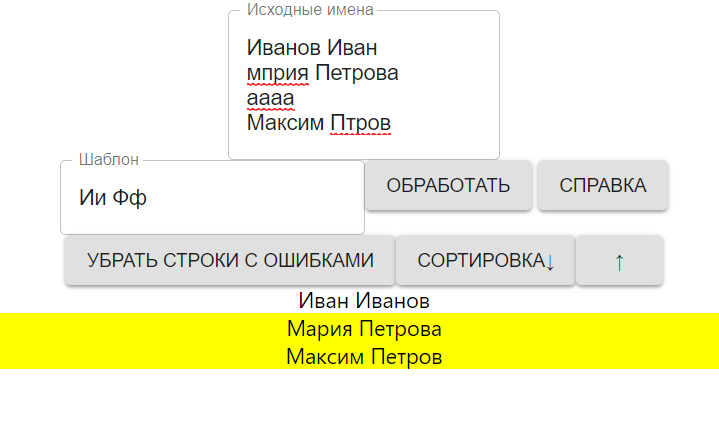 Исходные имена
Иванов Иван
мприя Петрова
аааа
Максим Птров
Шаблон
Ии Фф
ОБРАБОТАТЬ
СПРАВКА
УБРАТЬ СТРОКИ С ОШИБКАМИ
СОРТИРОВКА↓
↑
Иван Иванов
Мария Петрова
Максим Петров